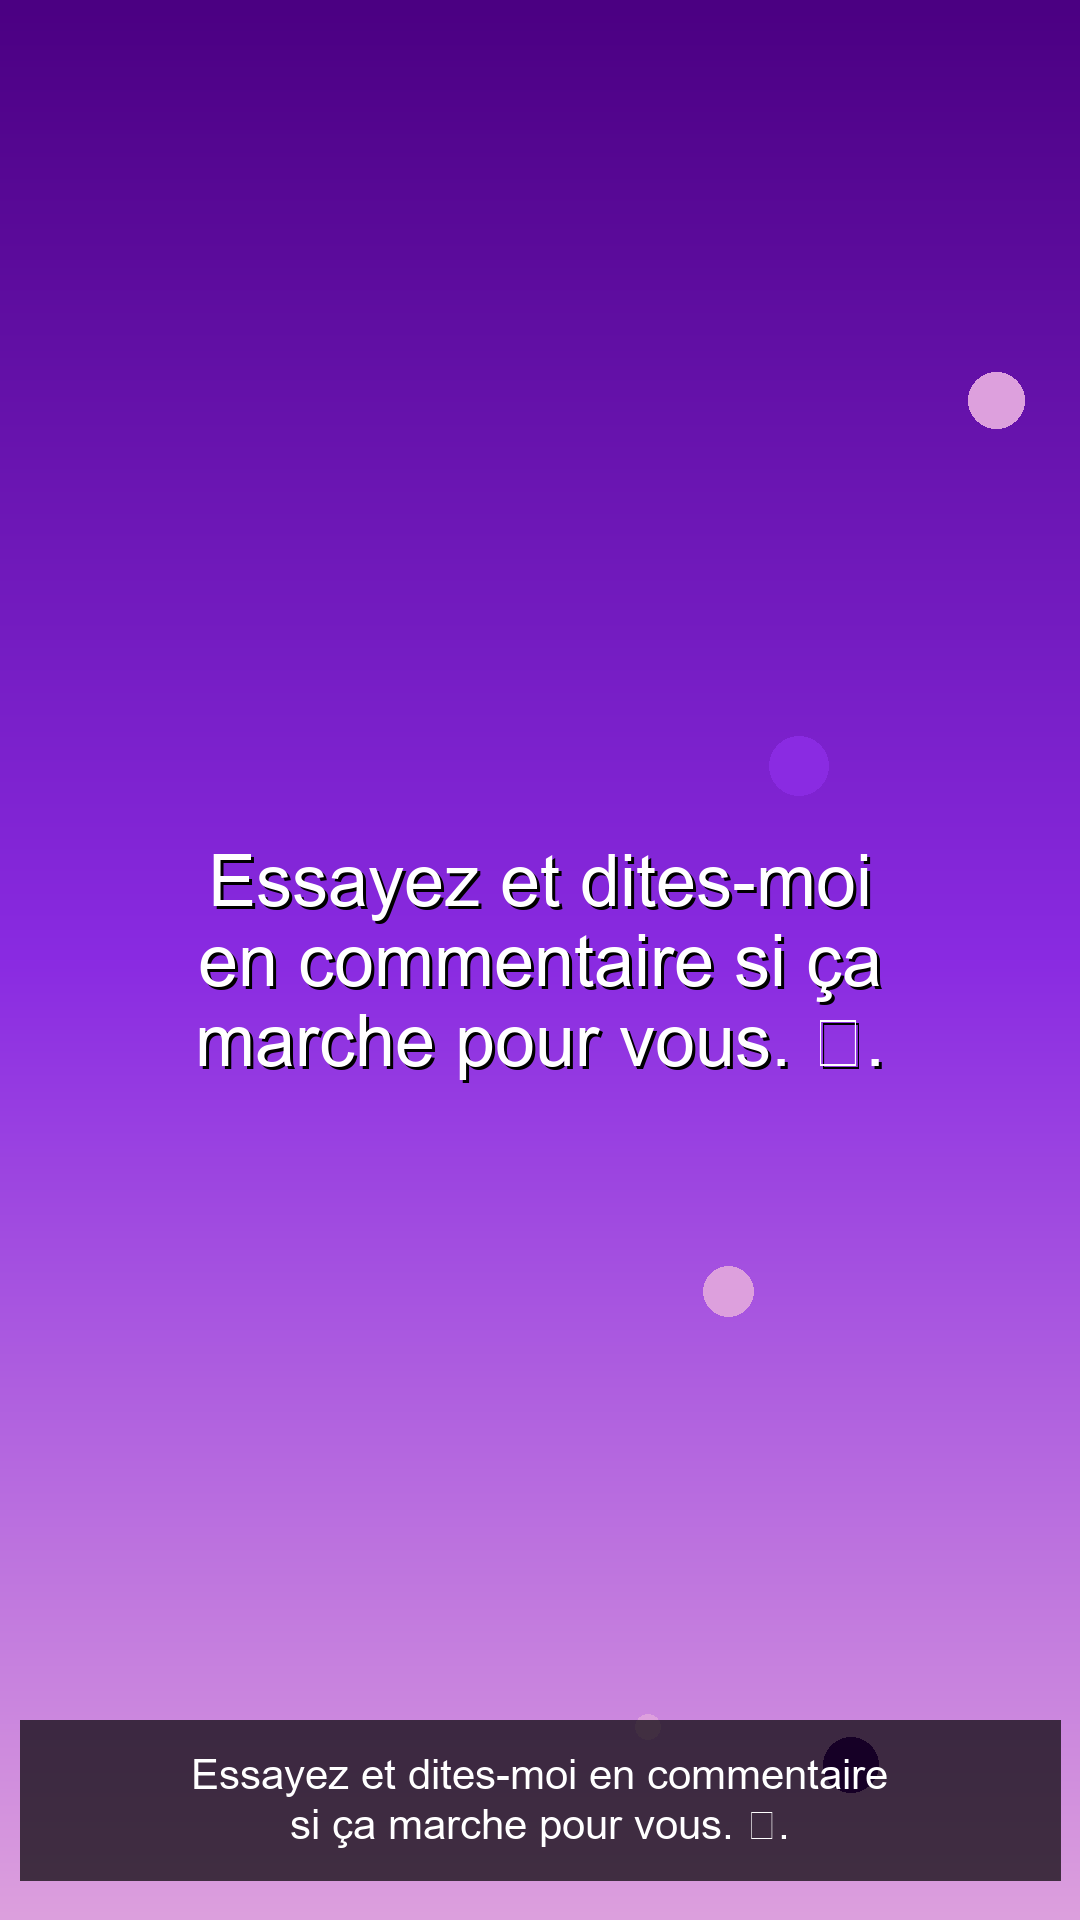 Essayez et dites-moi
en commentaire si ça
marche pour vous. □.
Essayez et dites-moi en commentaire
si ça marche pour vous. □.